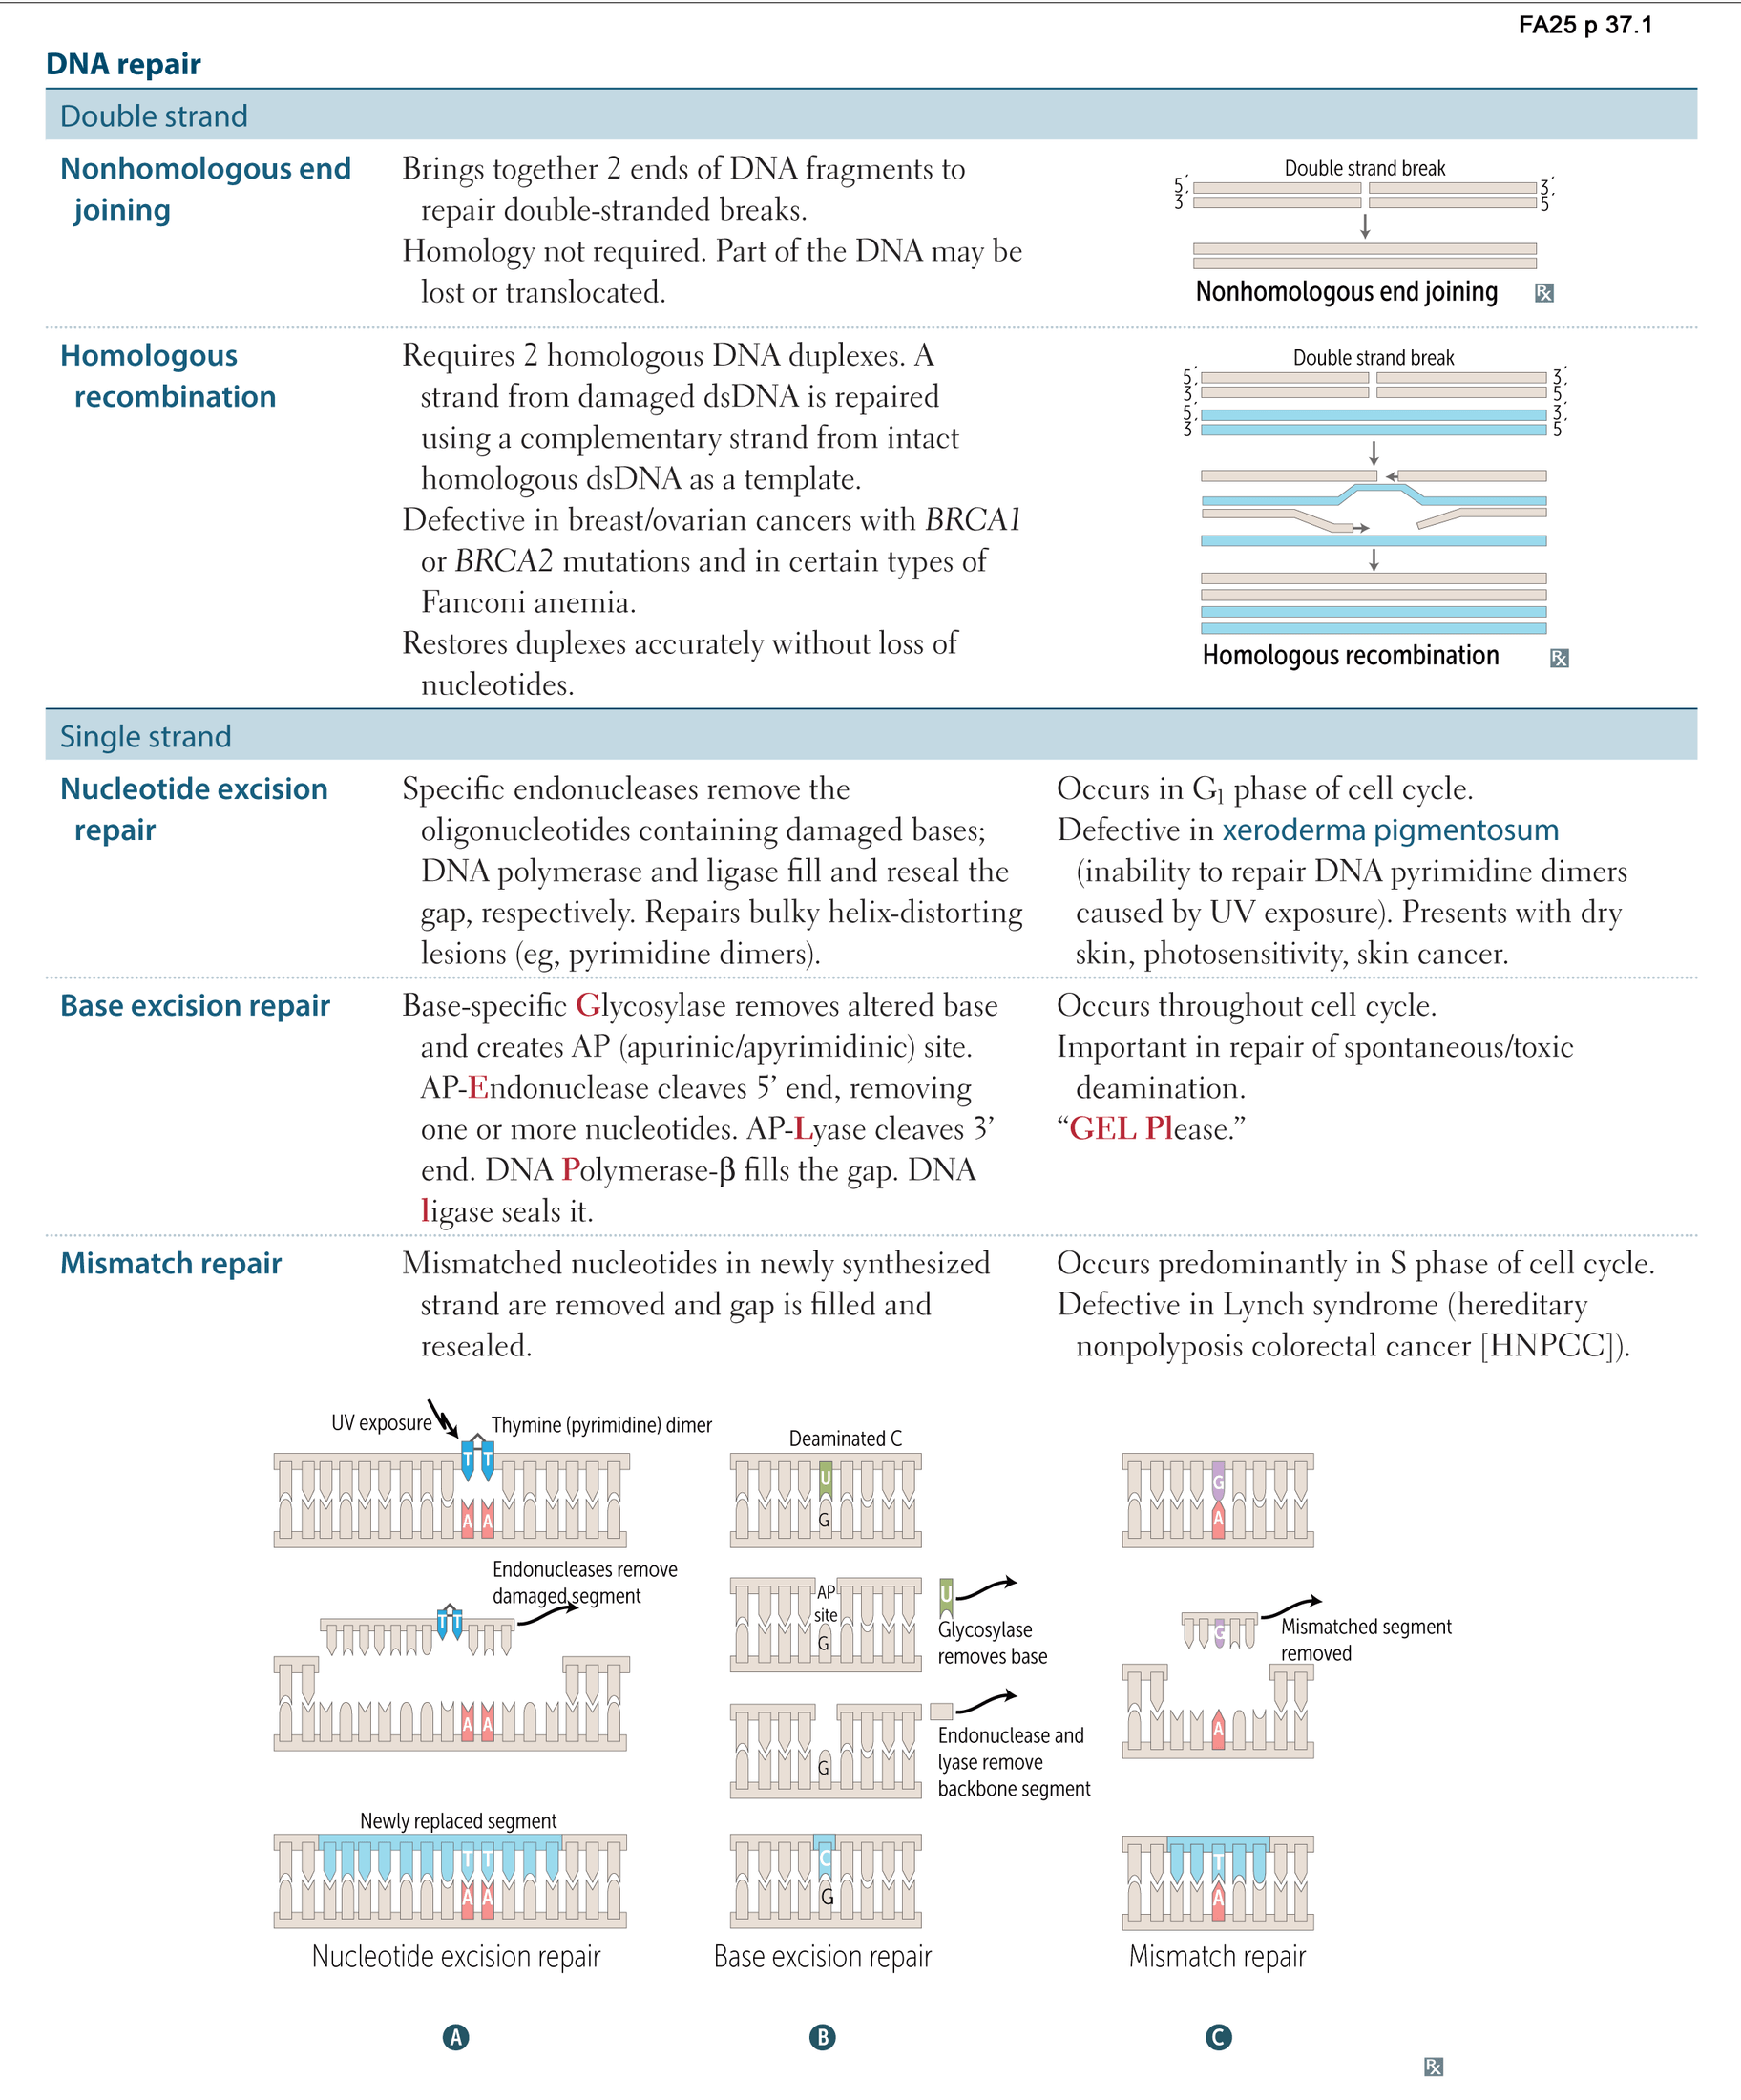 FA25 p 37.1
DNA repair
Double strand
Nonhomologous end
joining
Brings together 2 ends of DNA fragments to
repair double-stranded breaks.
Homology not required. Part of the DNA may be
lost or translocated.
Double strand break
5′ 3′
3′ 5′
Nonhomologous end joining
Rx
Homologous
recombination
Requires 2 homologous DNA duplexes. A
strand from damaged dsDNA is repaired
using a complementary strand from intact
homologous dsDNA as a template.
Defective in breast/ovarian cancers with BRCA1
or BRCA2 mutations and in certain types of
Fanconi anemia.
Restores duplexes accurately without loss of
nucleotides.
Double strand break
5′ 3′
3′ 5′
5′ 3′
3′ 5′
Homologous recombination
Rx
Single strand
Nucleotide excision
repair
Specific endonucleases remove the
oligonucleotides containing damaged bases;
DNA polymerase and ligase fill and reseal the
gap, respectively. Repairs bulky helix-distorting
lesions (eg, pyrimidine dimers).
Occurs in G₁ phase of cell cycle.
Defective in xeroderma pigmentosum
(inability to repair DNA pyrimidine dimers
caused by UV exposure). Presents with dry
skin, photosensitivity, skin cancer.
Base excision repair
Base-specific Glycosylase removes altered base
and creates AP (apurinic/apyrimidinic) site.
AP-Endonuclease cleaves 5’ end, removing
one or more nucleotides. AP-Lyase cleaves 3’
end. DNA Polymerase-β fills the gap. DNA
ligase seals it.
Occurs throughout cell cycle.
Important in repair of spontaneous/toxic
deamination.
“GEL Please.”
Mismatch repair
Mismatched nucleotides in newly synthesized
strand are removed and gap is filled and
resealed.
Occurs predominantly in S phase of cell cycle.
Defective in Lynch syndrome (hereditary
nonpolyposis colorectal cancer [HNPCC]).
UV exposure
Thymine (pyrimidine) dimer
T T
A A
Endonucleases remove
damaged segment
T T
A A
Newly replaced segment
T T
A A
Nucleotide excision repair
A
Deaminated C
U
G
AP
site
G
U
Glycosylase
removes base
G
Endonuclease and
lyase remove
backbone segment
C
G
Base excision repair
B
G
A
G
Mismatched segment
removed
A
T
A
Mismatch repair
C
Rx